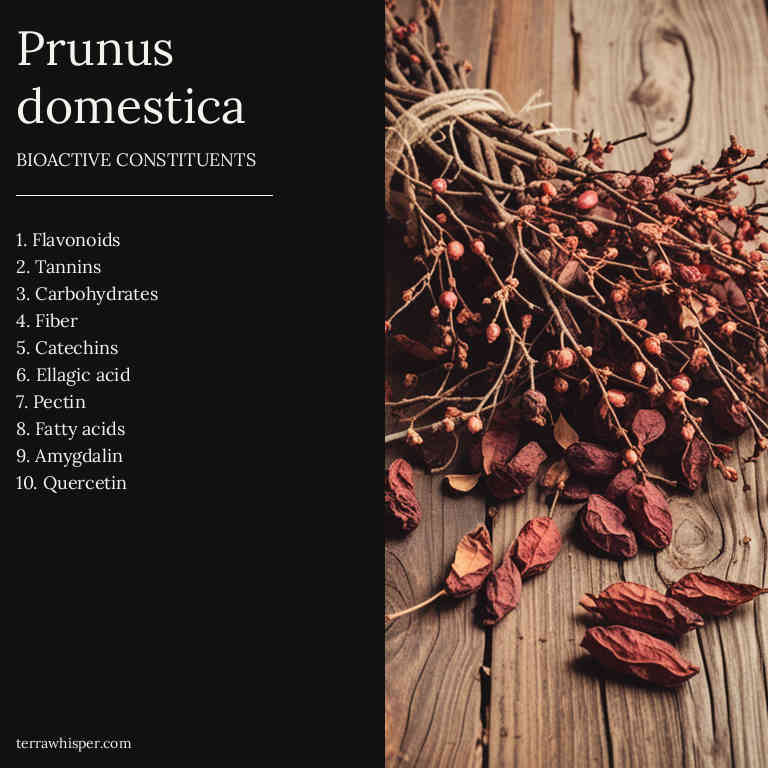 Prunus
domestica
BIOACTIVE CONSTITUENTS
1. Flavonoids
2. Tannins
3. Carbohydrates
4. Fiber
5. Catechins
6. Ellagic acid
7. Pectin
8. Fatty acids
9. Amygdalin
10. Quercetin
terrawhisper.com